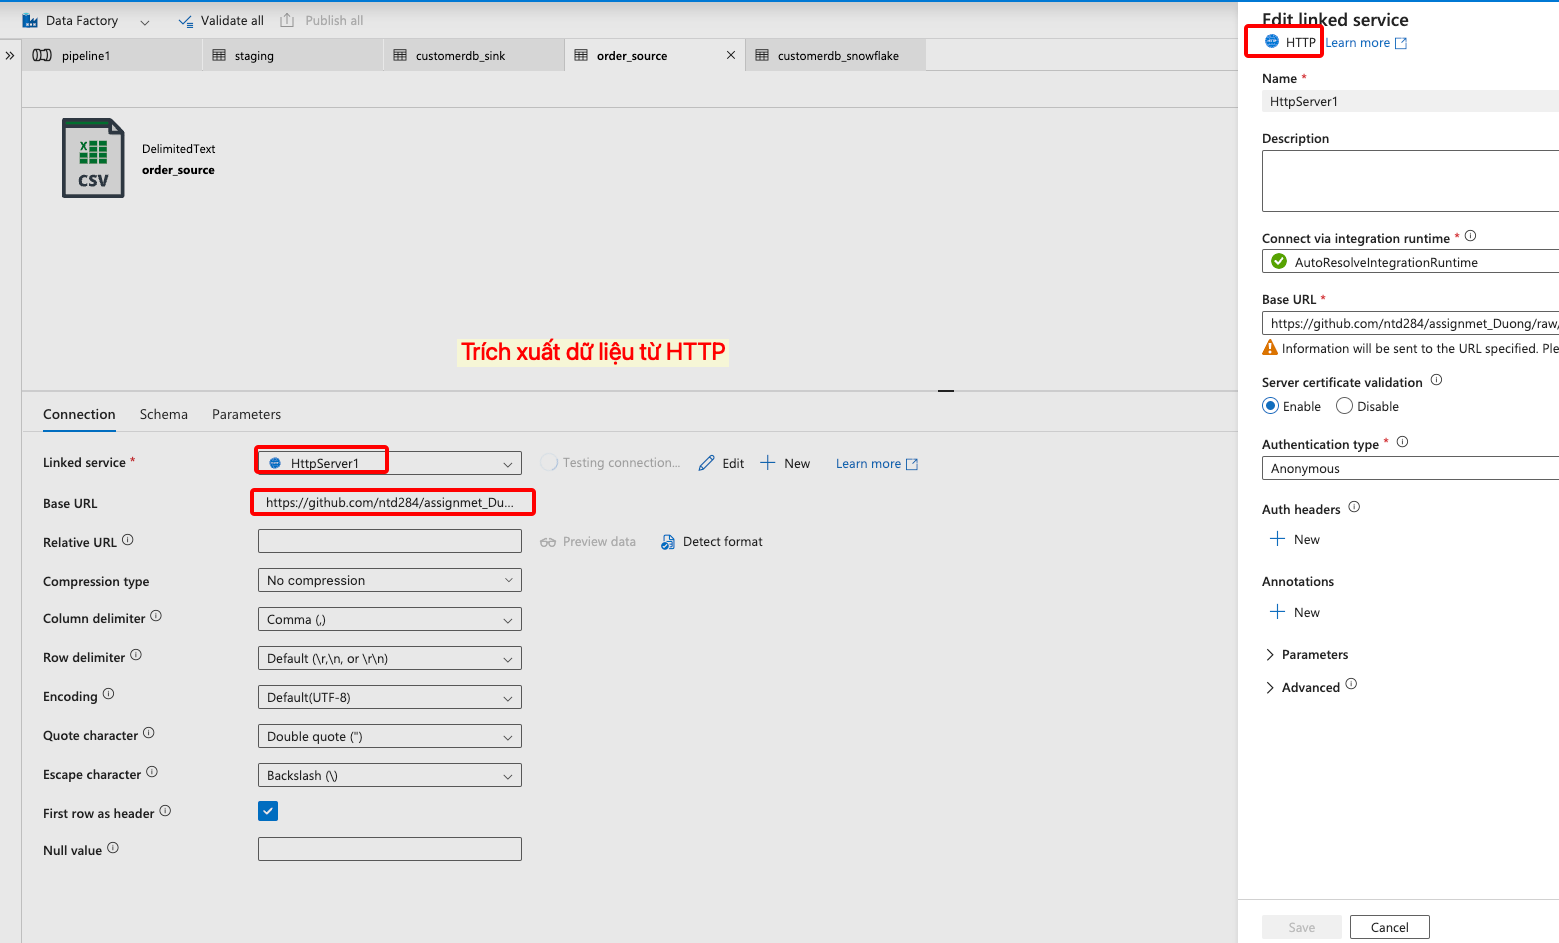 Data Factory
Validate all
Publish all
pipeline1
staging
customerdb_sink
order_source
customerdb_snowflake
CSV
DelimitedText
order_source
Trích xuất dữ liệu từ HTTP
Connection
Schema
Parameters
Linked service *
HttpServer1
Testing connection...
Edit
New
Learn more
Base URL
https://github.com/ntd284/assignmet_Du...
Relative URL
Preview data
Detect format
Compression type
No compression
Column delimiter
Comma (,)
Row delimiter
Default (\r,\n, or \r\n)
Encoding
Default(UTF-8)
Quote character
Double quote (")
Escape character
Backslash (\)
First row as header
Null value
Edit linked service
HTTP
Learn more
Name *
HttpServer1
Description
Connect via integration runtime *
AutoResolveIntegrationRuntime
Base URL *
https://github.com/ntd284/assignmet_Duong/raw/
Information will be sent to the URL specified. Ple
Server certificate validation
Enable
Disable
Authentication type *
Anonymous
Auth headers
New
Annotations
New
Parameters
Advanced
Save
Cancel